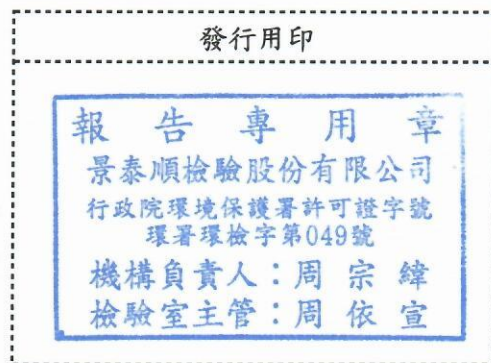 發行用印
報告專用章
景泰順檢驗股份有限公司
行政院環境保護署許可證字號
環署環檢字第049號
機構負責人：周宗緯
檢驗室主管：周依宣